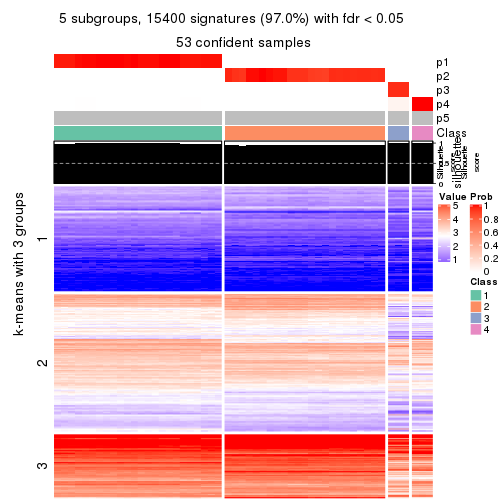 5 subgroups, 15400 signatures (97.0%) with fdr < 0.05
53 confident samples
p1
p2
p3
p4
p5
Class
1
0
silhouette
score
Value
5
4
3
2
1
Prob
1
0.8
0.6
0.4
0.2
0
Class
1
2
3
4
k-means with 3 groups
1
2
3